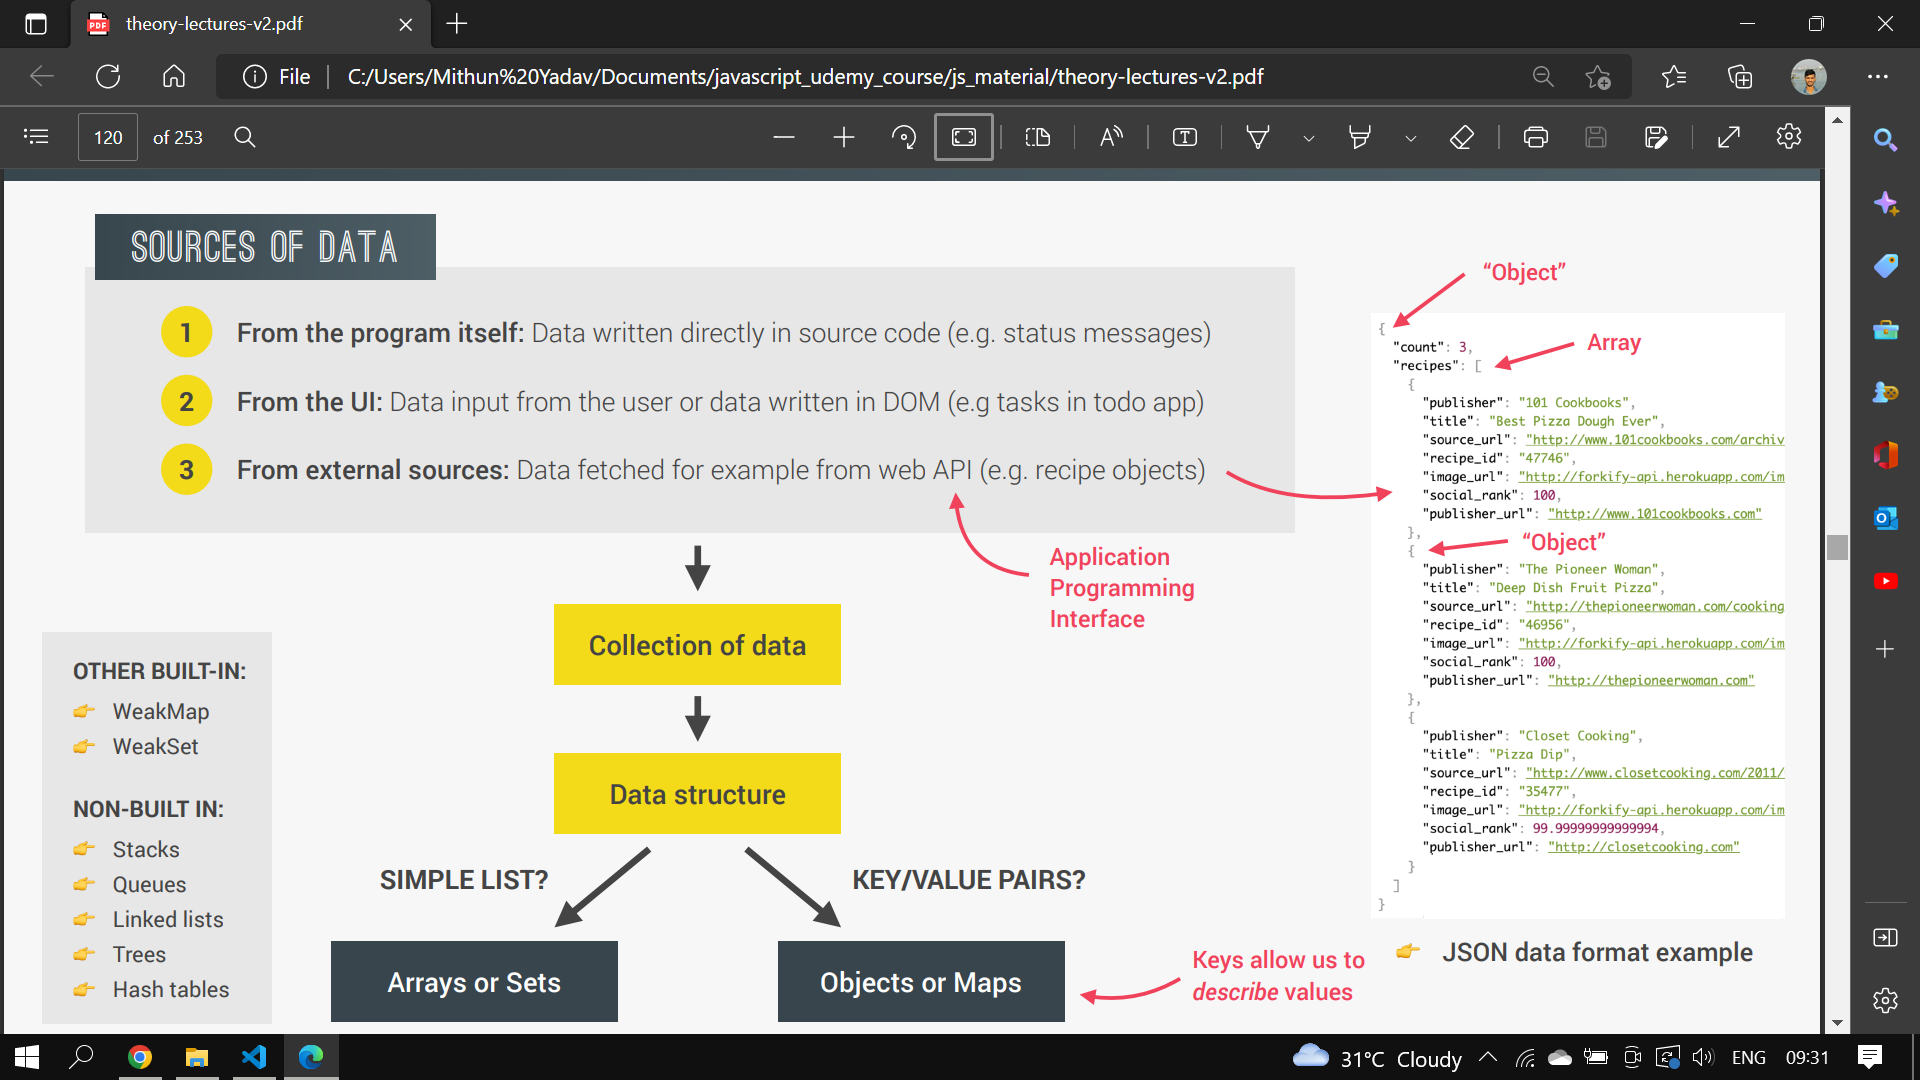 theory-lectures-v2.pdf
File
C:/Users/Mithun%20Yadav/Documents/javascript_udemy_course/js_material/theory-lectures-v2.pdf
120 of 253
SOURCES OF DATA
1 From the program itself: Data written directly in source code (e.g. status messages)
2 From the UI: Data input from the user or data written in DOM (e.g tasks in todo app)
3 From external sources: Data fetched for example from web API (e.g. recipe objects)
Application
Programming
Interface
Collection of data
Data structure
SIMPLE LIST?
KEY/VALUE PAIRS?
Arrays or Sets
Objects or Maps
Keys allow us to
describe values
OTHER BUILT-IN:
👉 WeakMap
👉 WeakSet
NON-BUILT IN:
👉 Stacks
👉 Queues
👉 Linked lists
👉 Trees
👉 Hash tables
“Object”
Array
“Object”
{
"count": 3,
"recipes": [
{
"publisher": "101 Cookbooks",
"title": "Best Pizza Dough Ever",
"source_url": "http://www.101cookbooks.com/archiv
"recipe_id": "47746",
"image_url": "http://forkify-api.herokuapp.com/im
"social_rank": 100,
"publisher_url": "http://www.101cookbooks.com"
},
{
"publisher": "The Pioneer Woman",
"title": "Deep Dish Fruit Pizza",
"source_url": "http://thepioneerwoman.com/cooking
"recipe_id": "46956",
"image_url": "http://forkify-api.herokuapp.com/im
"social_rank": 100,
"publisher_url": "http://thepioneerwoman.com"
},
{
"publisher": "Closet Cooking",
"title": "Pizza Dip",
"source_url": "http://www.closetcooking.com/2011/
"recipe_id": "35477",
"image_url": "http://forkify-api.herokuapp.com/im
"social_rank": 99.99999999999994,
"publisher_url": "http://closetcooking.com"
}
]
}
👉 JSON data format example
31°C Cloudy
ENG
09:31